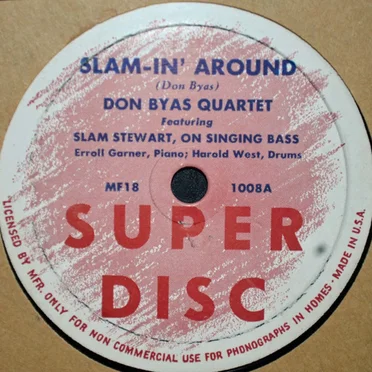 SLAM-IN' AROUND
(Don Byas)
DON BYAS QUARTET
Featuring
SLAM STEWART, ON SINGING BASS
Erroll Garner, Piano; Harold West, Drums
MF18 1008A
SUPER
DISC
LICENSED BY MFR. ONLY FOR NON COMMERCIAL USE FOR PHONOGRAPHS IN HOMES · MADE IN U.S.A.